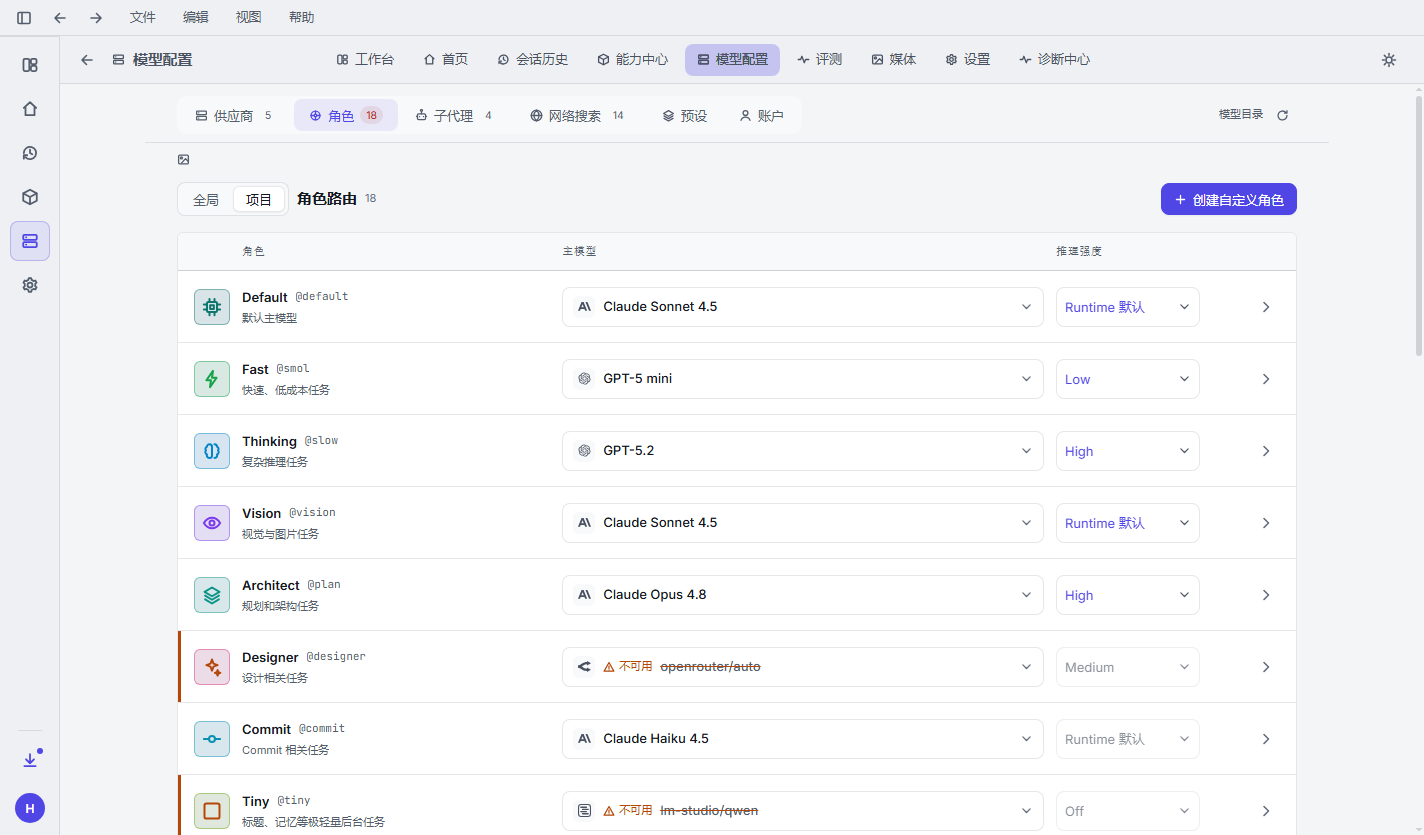 文件 编辑 视图 帮助
模型配置 工作台 首页 会话历史 能力中心 模型配置 评测 媒体 设置 诊断中心
供应商 5 角色 18 子代理 4 网络搜索 14 预设 账户 模型目录
全局 项目 角色路由 18 创建自定义角色
角色 主模型 推理强度
Default @default Claude Sonnet 4.5 Runtime 默认
默认主模型
Fast @smol GPT-5 mini Low
快速、低成本任务
Thinking @slow GPT-5.2 High
复杂推理任务
Vision @vision Claude Sonnet 4.5 Runtime 默认
视觉与图片任务
Architect @plan Claude Opus 4.8 High
规划和架构任务
Designer @designer 不可用 openrouter/auto Medium
设计相关任务
Commit @commit Claude Haiku 4.5 Runtime 默认
Commit 相关任务
Tiny @tiny 不可用 lm-studio/qwen Off
标题、记忆等极轻量后台任务
H